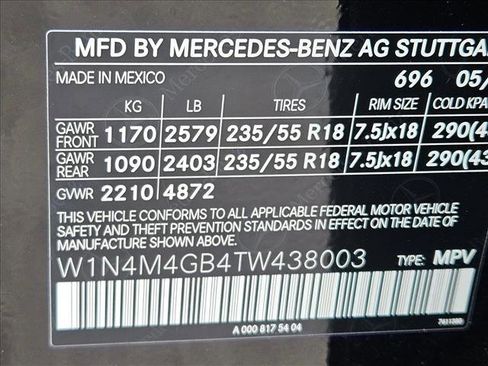 MFD BY MERCEDES-BENZ AG STUTTGA
MADE IN MEXICO 696 05/
KG LB TIRES RIM SIZE COLD KPA
GAWR FRONT 1170 2579 235/55 R18 7.5Jx18 290(4
GAWR REAR 1090 2403 235/55 R18 7.5Jx18 290(43
GVWR 2210 4872
THIS VEHICLE CONFORMS TO ALL APPLICABLE FEDERAL MOTOR VEHICLE
SAFETY AND THEFT PREVENTION STANDARDS IN EFFECT ON THE DATE
OF MANUFACTURE SHOWN ABOVE.
W1N4M4GB4TW438003 TYPE: MPV
A 000 817 54 04